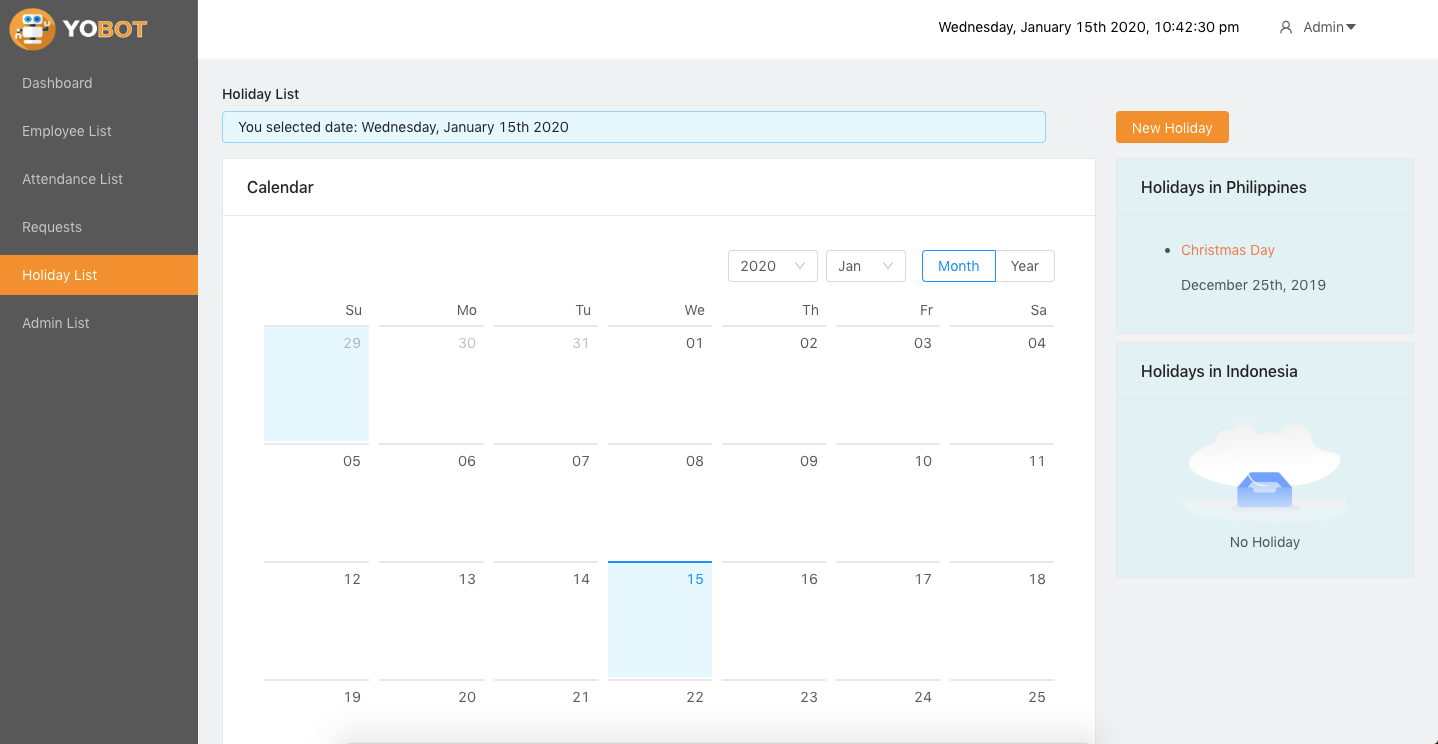 YOBOT
Wednesday, January 15th 2020, 10:42:30 pm
Admin
Dashboard
Employee List
Attendance List
Requests
Holiday List
Admin List
Holiday List
You selected date: Wednesday, January 15th 2020
New Holiday
Calendar
2020 Jan Month Year
Su Mo Tu We Th Fr Sa
29 30 31 01 02 03 04
05 06 07 08 09 10 11
12 13 14 15 16 17 18
19 20 21 22 23 24 25
Holidays in Philippines
Christmas Day
December 25th, 2019
Holidays in Indonesia
No Holiday